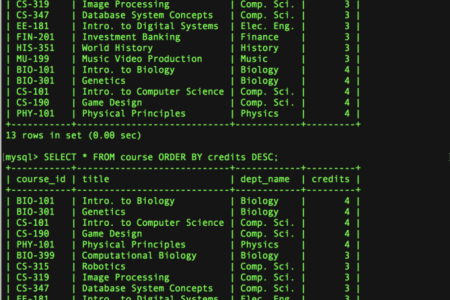 | CS-319 | Image Processing | Comp. Sci. | 3 |
| CS-347 | Database System Concepts | Comp. Sci. | 3 |
| EE-181 | Intro. to Digital Systems | Elec. Eng. | 3 |
| FIN-201 | Investment Banking | Finance | 3 |
| HIS-351 | World History | History | 3 |
| MU-199 | Music Video Production | Music | 3 |
| BIO-101 | Intro. to Biology | Biology | 4 |
| BIO-301 | Genetics | Biology | 4 |
| CS-101 | Intro. to Computer Science | Comp. Sci. | 4 |
| CS-190 | Game Design | Comp. Sci. | 4 |
| PHY-101 | Physical Principles | Physics | 4 |
+-----------+----------------------------+------------+---------+
13 rows in set (0.00 sec)
mysql> SELECT * FROM course ORDER BY credits DESC;
+-----------+----------------------------+------------+---------+
| course_id | title | dept_name | credits |
+-----------+----------------------------+------------+---------+
| BIO-101 | Intro. to Biology | Biology | 4 |
| BIO-301 | Genetics | Biology | 4 |
| CS-101 | Intro. to Computer Science | Comp. Sci. | 4 |
| CS-190 | Game Design | Comp. Sci. | 4 |
| PHY-101 | Physical Principles | Physics | 4 |
| BIO-399 | Computational Biology | Biology | 3 |
| CS-315 | Robotics | Comp. Sci. | 3 |
| CS-319 | Image Processing | Comp. Sci. | 3 |
| CS-347 | Database System Concepts | Comp. Sci. | 3 |
| EE-181 | Intro. to Digital Systems | Elec. Eng. | 3 |